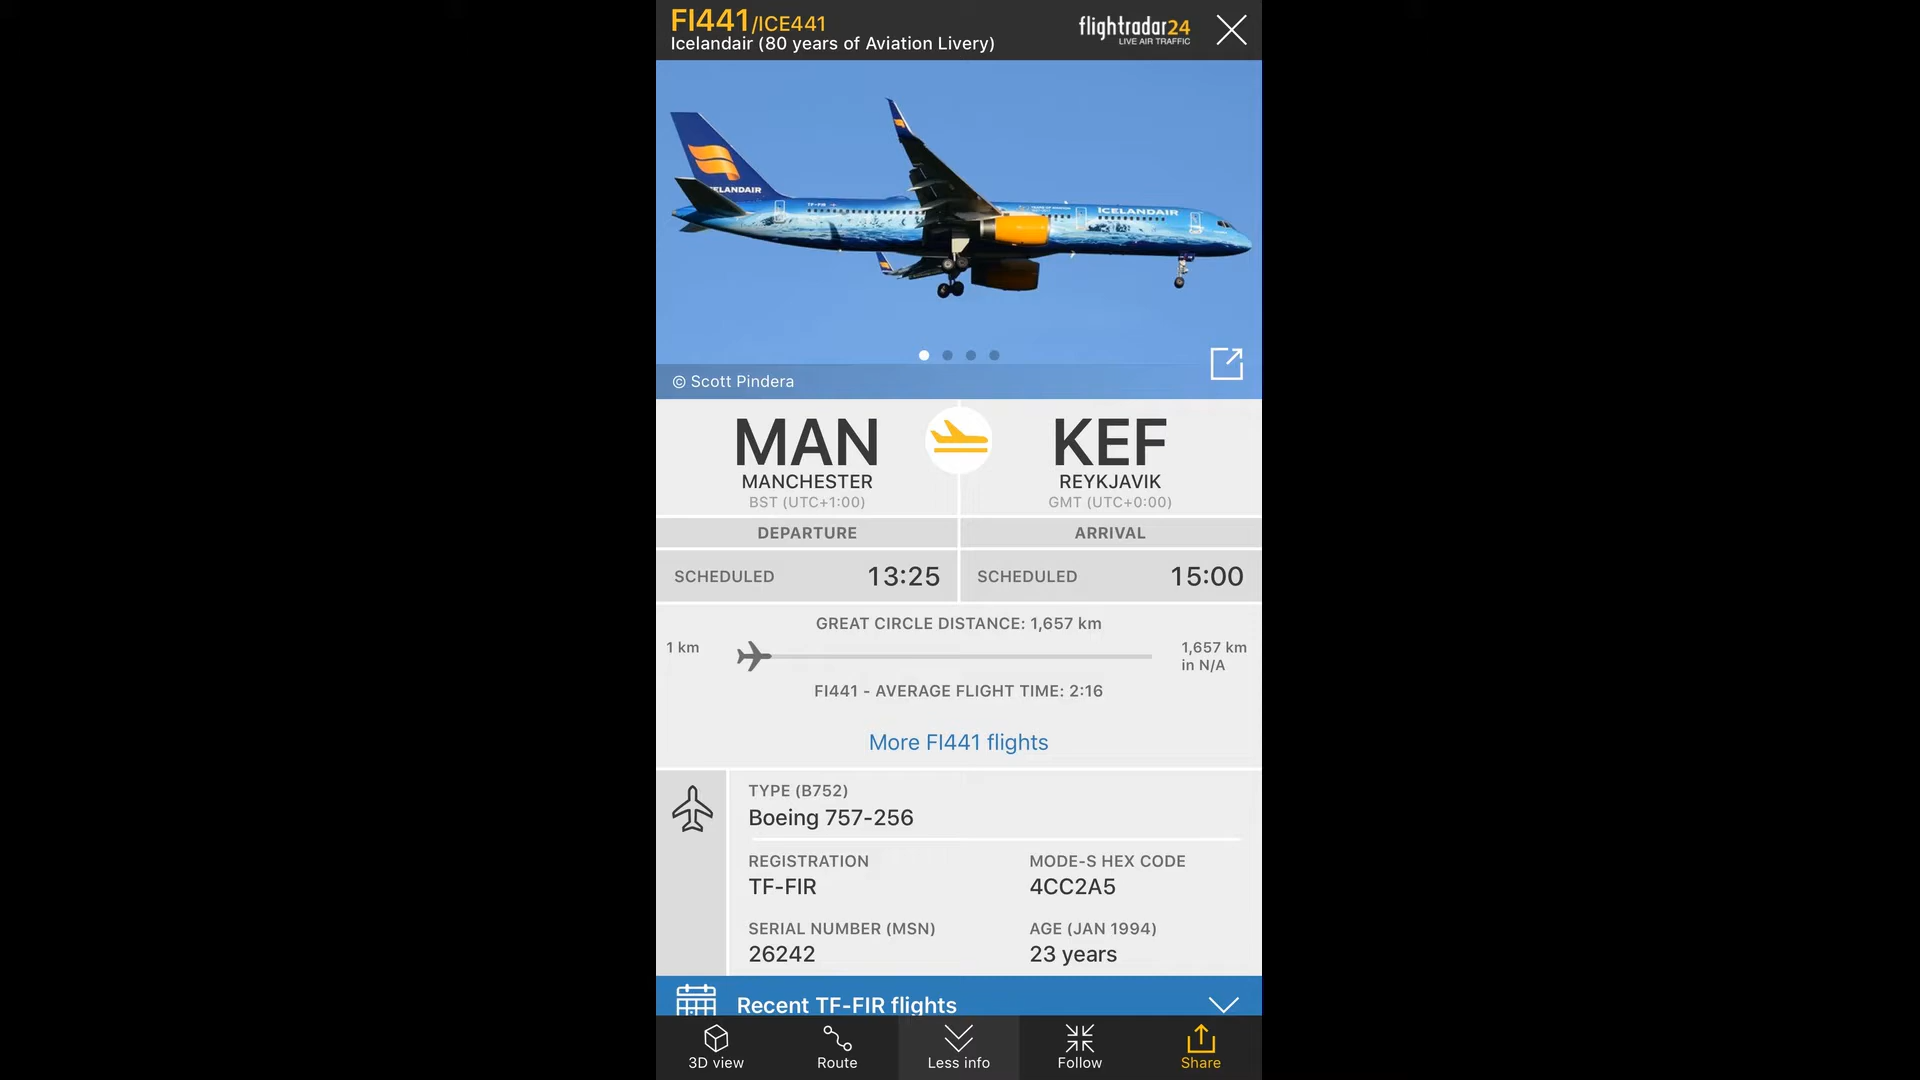 FI441/ICE441
Icelandair (80 years of Aviation Livery)
flightradar24
LIVE AIR TRAFFIC
ICELANDAIR
TF-FIR
ICELANDAIR
© Scott Pindera
MAN
MANCHESTER
BST (UTC+1:00)
KEF
REYKJAVIK
GMT (UTC+0:00)
DEPARTURE
ARRIVAL
SCHEDULED 13:25
SCHEDULED 15:00
GREAT CIRCLE DISTANCE: 1,657 km
1 km
1,657 km
in N/A
FI441 - AVERAGE FLIGHT TIME: 2:16
More FI441 flights
TYPE (B752)
Boeing 757-256
REGISTRATION
TF-FIR
MODE-S HEX CODE
4CC2A5
SERIAL NUMBER (MSN)
26242
AGE (JAN 1994)
23 years
Recent TF-FIR flights
3D view
Route
Less info
Follow
Share